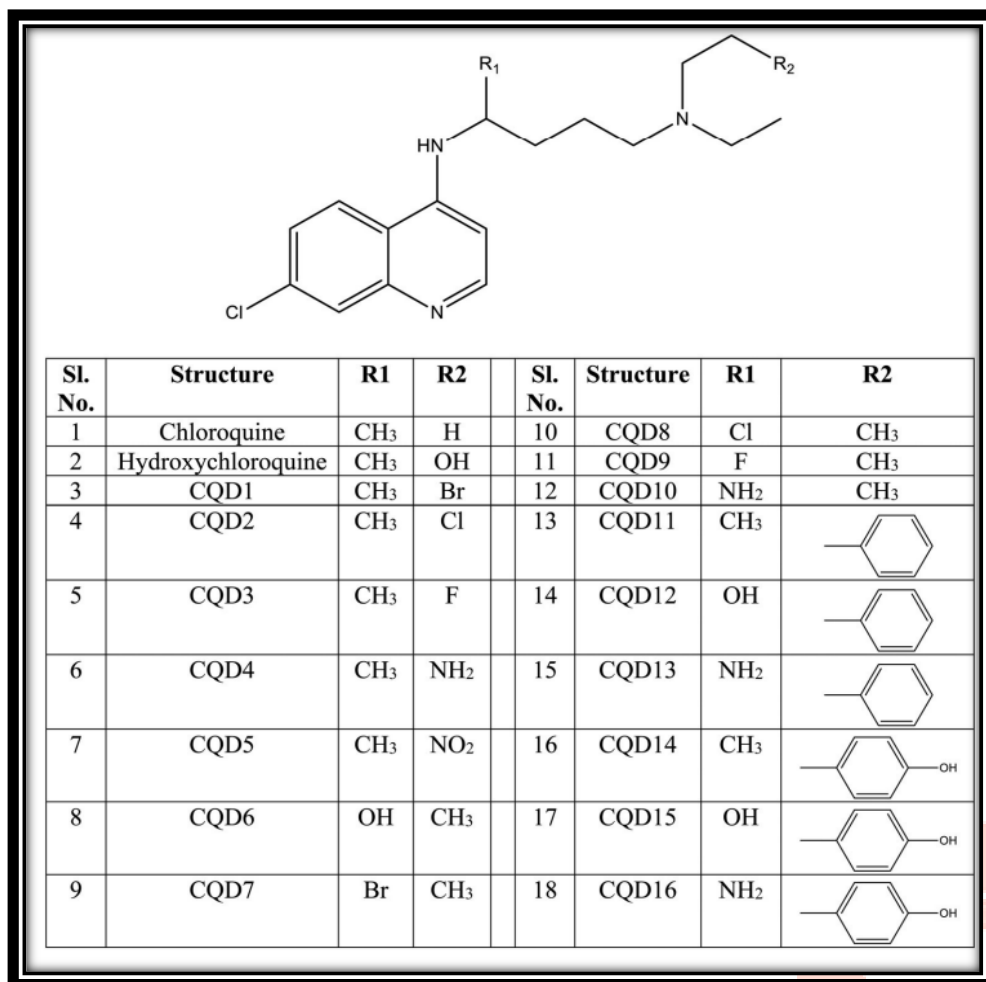 R1
R2
N
HN
Cl
N
Sl. No. Structure R1 R2 Sl. No. Structure R1 R2
1 Chloroquine CH3 H 10 CQD8 Cl CH3
2 Hydroxychloroquine CH3 OH 11 CQD9 F CH3
3 CQD1 CH3 Br 12 CQD10 NH2 CH3
4 CQD2 CH3 Cl 13 CQD11 CH3
5 CQD3 CH3 F 14 CQD12 OH
6 CQD4 CH3 NH2 15 CQD13 NH2
7 CQD5 CH3 NO2 16 CQD14 CH3 OH
8 CQD6 OH CH3 17 CQD15 OH OH
9 CQD7 Br CH3 18 CQD16 NH2 OH